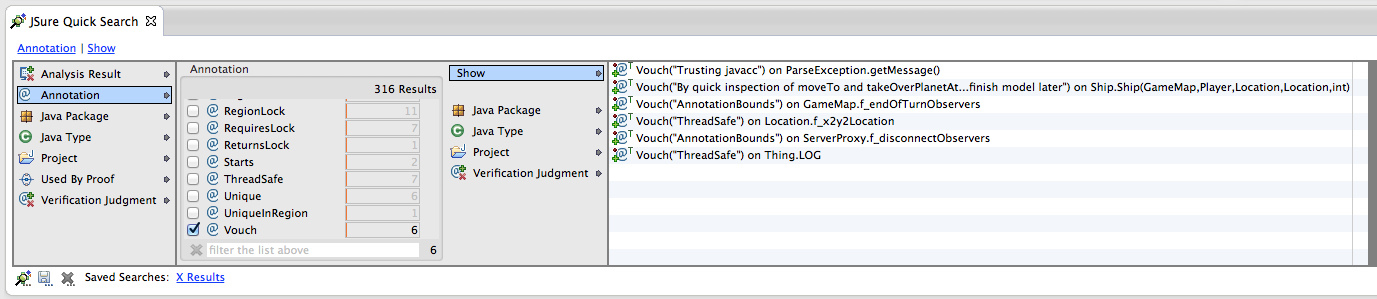 JSure Quick Search
Annotation | Show
Analysis Result
Annotation
Java Package
Java Type
Project
Used By Proof
Verification Judgment
Annotation
316 Results
RegionLock 11
RequiresLock 7
ReturnsLock 1
Starts 2
ThreadSafe 7
Unique 6
UniqueInRegion 1
Vouch 6
filter the list above 6
Show
Java Package
Java Type
Project
Verification Judgment
Vouch("Trusting javacc") on ParseException.getMessage()
Vouch("By quick inspection of moveTo and takeOverPlanetAt...finish model later") on Ship.Ship(GameMap,Player,Location,Location,int)
Vouch("AnnotationBounds") on GameMap.f_endOfTurnObservers
Vouch("ThreadSafe") on Location.f_x2y2Location
Vouch("AnnotationBounds") on ServerProxy.f_disconnectObservers
Vouch("ThreadSafe") on Thing.LOG
Saved Searches: X Results